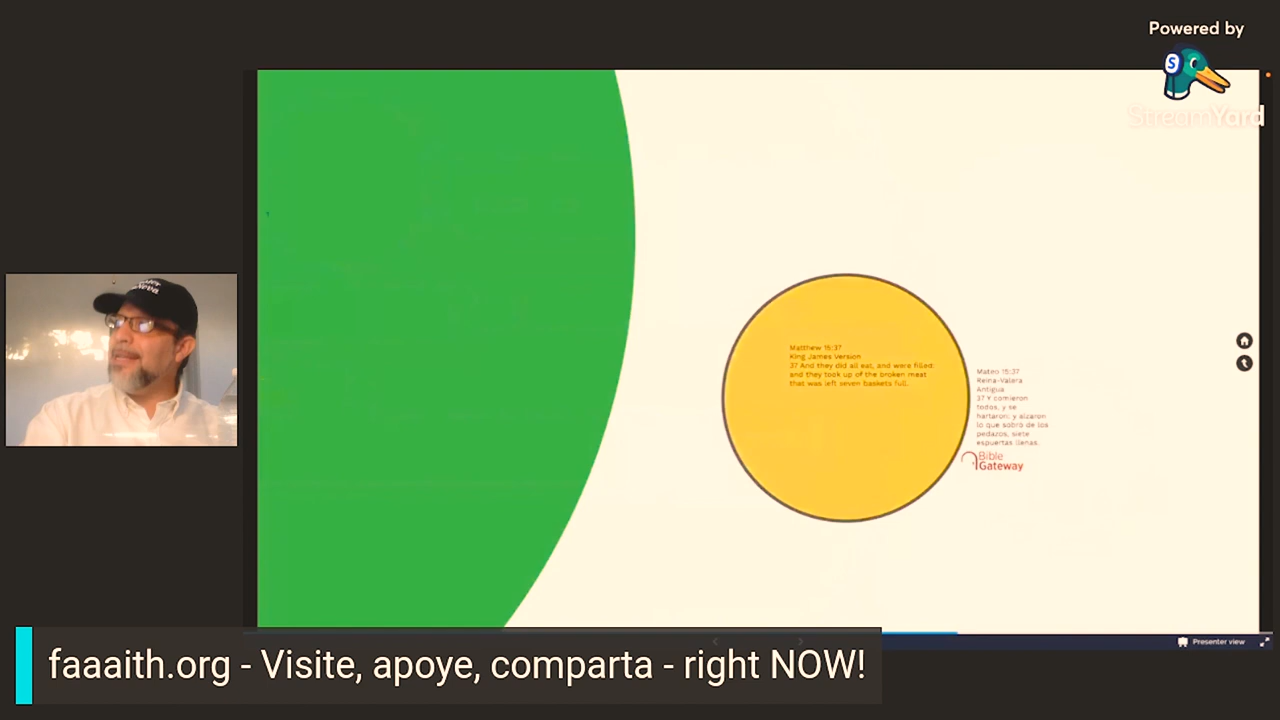 Powered by
StreamYard
Matthew 15:37
King James Version
37 And they did all eat, and were filled:
and they took up of the broken meat
that was left seven baskets full.
Mateo 15:37
Reina-Valera
Antigua
37 Y comieron
todos, y se
hartaron: y alzaron
lo que sobró de los
pedazos, siete
espuertas llenas.
Bible
Gateway
Presenter view
faaaith.org - Visite, apoye, comparta - right NOW!